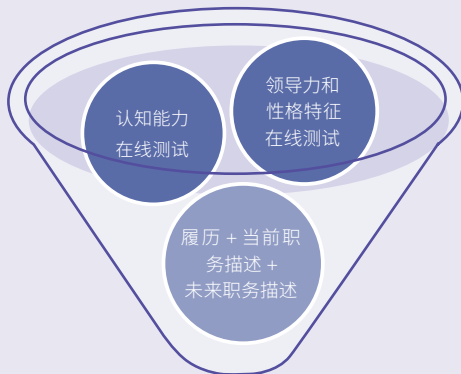 认知能力
在线测试
领导力和
性格特征
在线测试
履历 + 当前职
务描述 +
未来职务描述